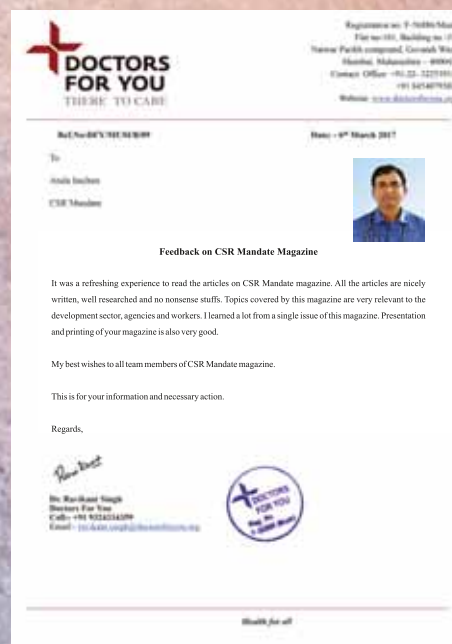 DOCTORS
FOR YOU
THERE TO CARE
Date: - 6th March 2017
To
CSR Mandate
Feedback on CSR Mandate Magazine
It was a refreshing experience to read the articles on CSR Mandate magazine. All the articles are nicely
written, well researched and no nonsense stuffs. Topics covered by this magazine are very relevant to the
development sector, agencies and workers. I learned a lot from a single issue of this magazine. Presentation
and printing of your magazine is also very good.
My best wishes to all team members of CSR Mandate magazine.
This is for your information and necessary action.
Regards,
Dr. Ravikant Singh
Doctors For You
DOCTORS
FOR YOU
Health for all